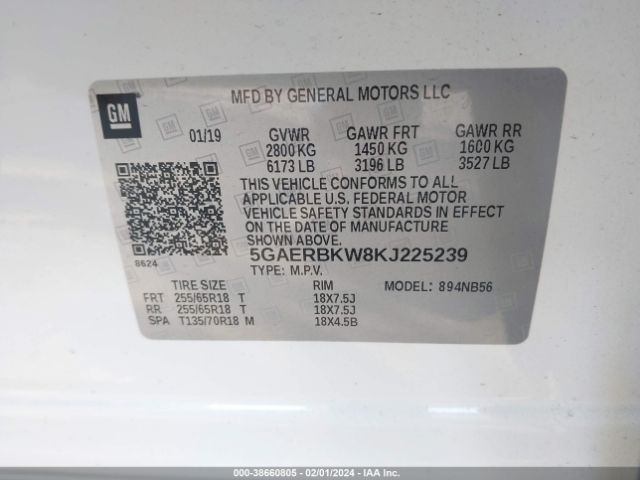 GM
MFD BY GENERAL MOTORS LLC
01/19 GVWR GAWR FRT GAWR RR
2800 KG 1450 KG 1600 KG
6173 LB 3196 LB 3527 LB
THIS VEHICLE CONFORMS TO ALL
APPLICABLE U.S. FEDERAL MOTOR
VEHICLE SAFETY STANDARDS IN EFFECT
ON THE DATE OF MANUFACTURE
SHOWN ABOVE.
8624
5GAERBKW8KJ225239
TYPE: M.P.V.
TIRE SIZE RIM MODEL: 894NB56
FRT 255/65R18 T 18X7.5J
RR 255/65R18 T 18X7.5J
SPA T135/70R18 M 18X4.5B
000-38660805 - 02/01/2024 - IAA Inc.